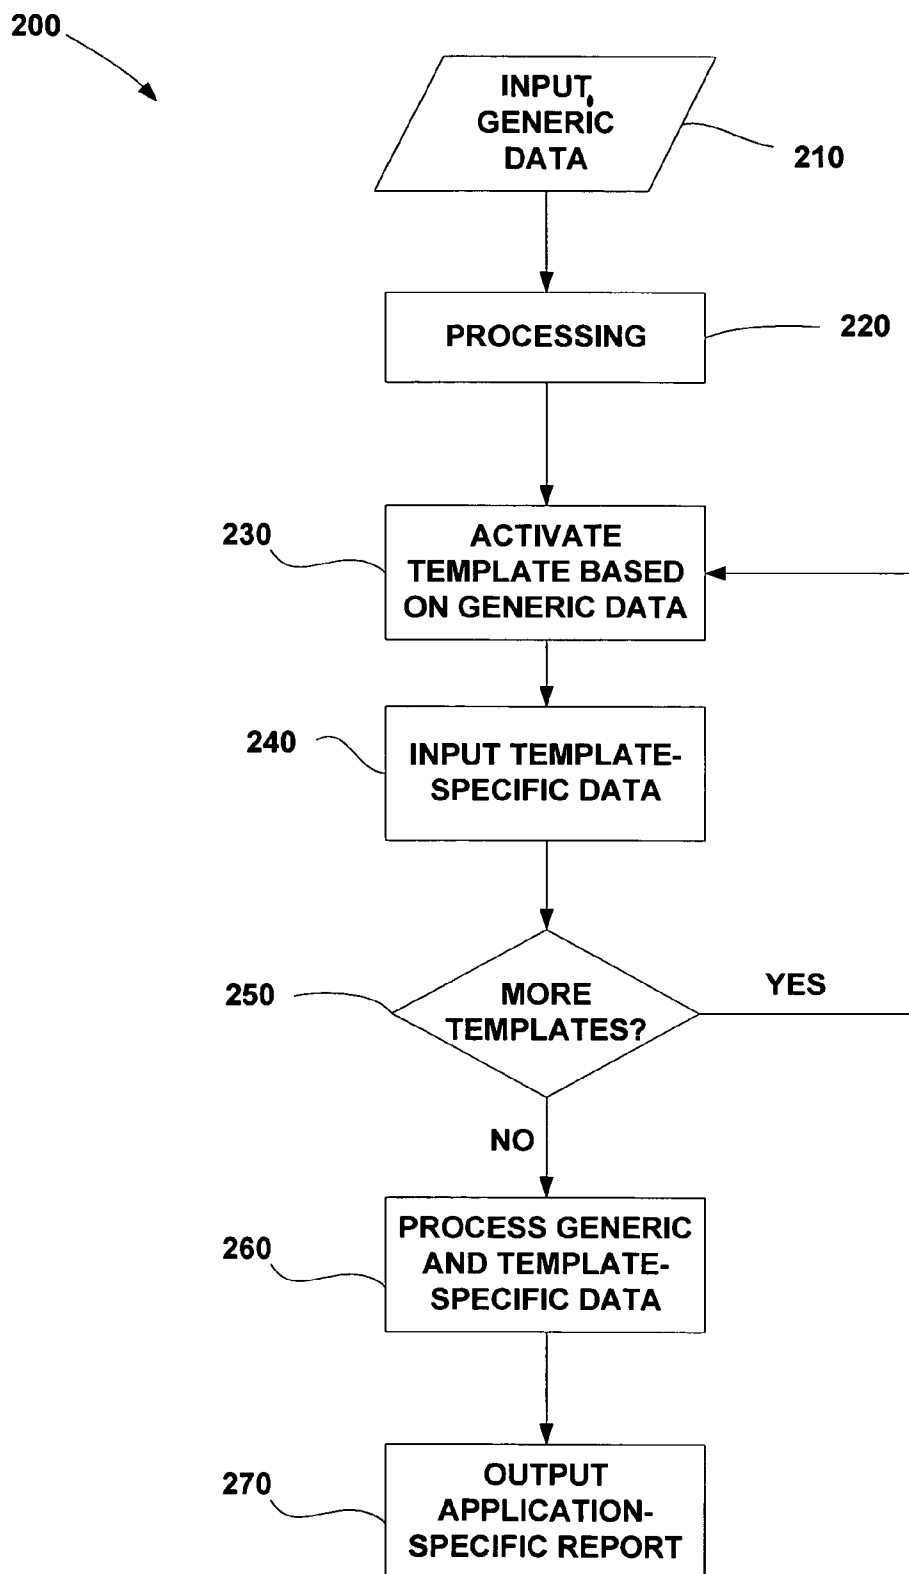 200
INPUT
GENERIC
DATA
210
PROCESSING
220
230
ACTIVATE
TEMPLATE BASED
ON GENERIC DATA
240
INPUT TEMPLATE-
SPECIFIC DATA
250
MORE
TEMPLATES?
YES
NO
260
PROCESS GENERIC
AND TEMPLATE-
SPECIFIC DATA
270
OUTPUT
APPLICATION-
SPECIFIC REPORT